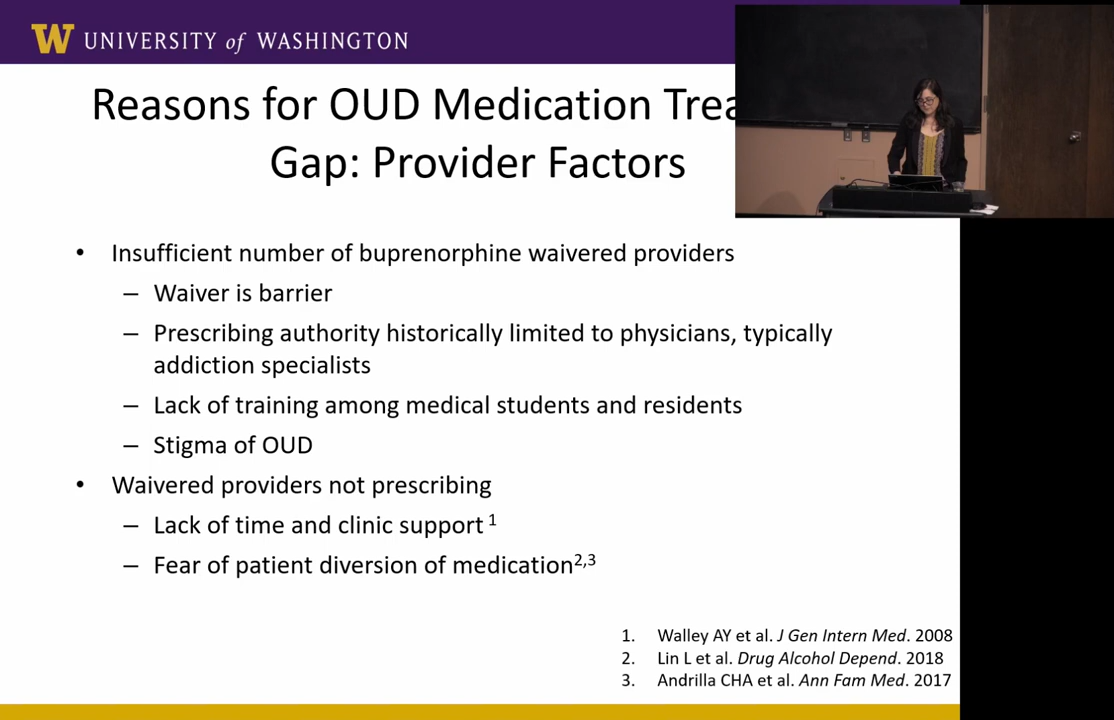 W UNIVERSITY of WASHINGTON
Reasons for OUD Medication Trea
Gap: Provider Factors
• Insufficient number of buprenorphine waivered providers
– Waiver is barrier
– Prescribing authority historically limited to physicians, typically
addiction specialists
– Lack of training among medical students and residents
– Stigma of OUD
• Waivered providers not prescribing
– Lack of time and clinic support 1
– Fear of patient diversion of medication2,3
1. Walley AY et al. J Gen Intern Med. 2008
2. Lin L et al. Drug Alcohol Depend. 2018
3. Andrilla CHA et al. Ann Fam Med. 2017